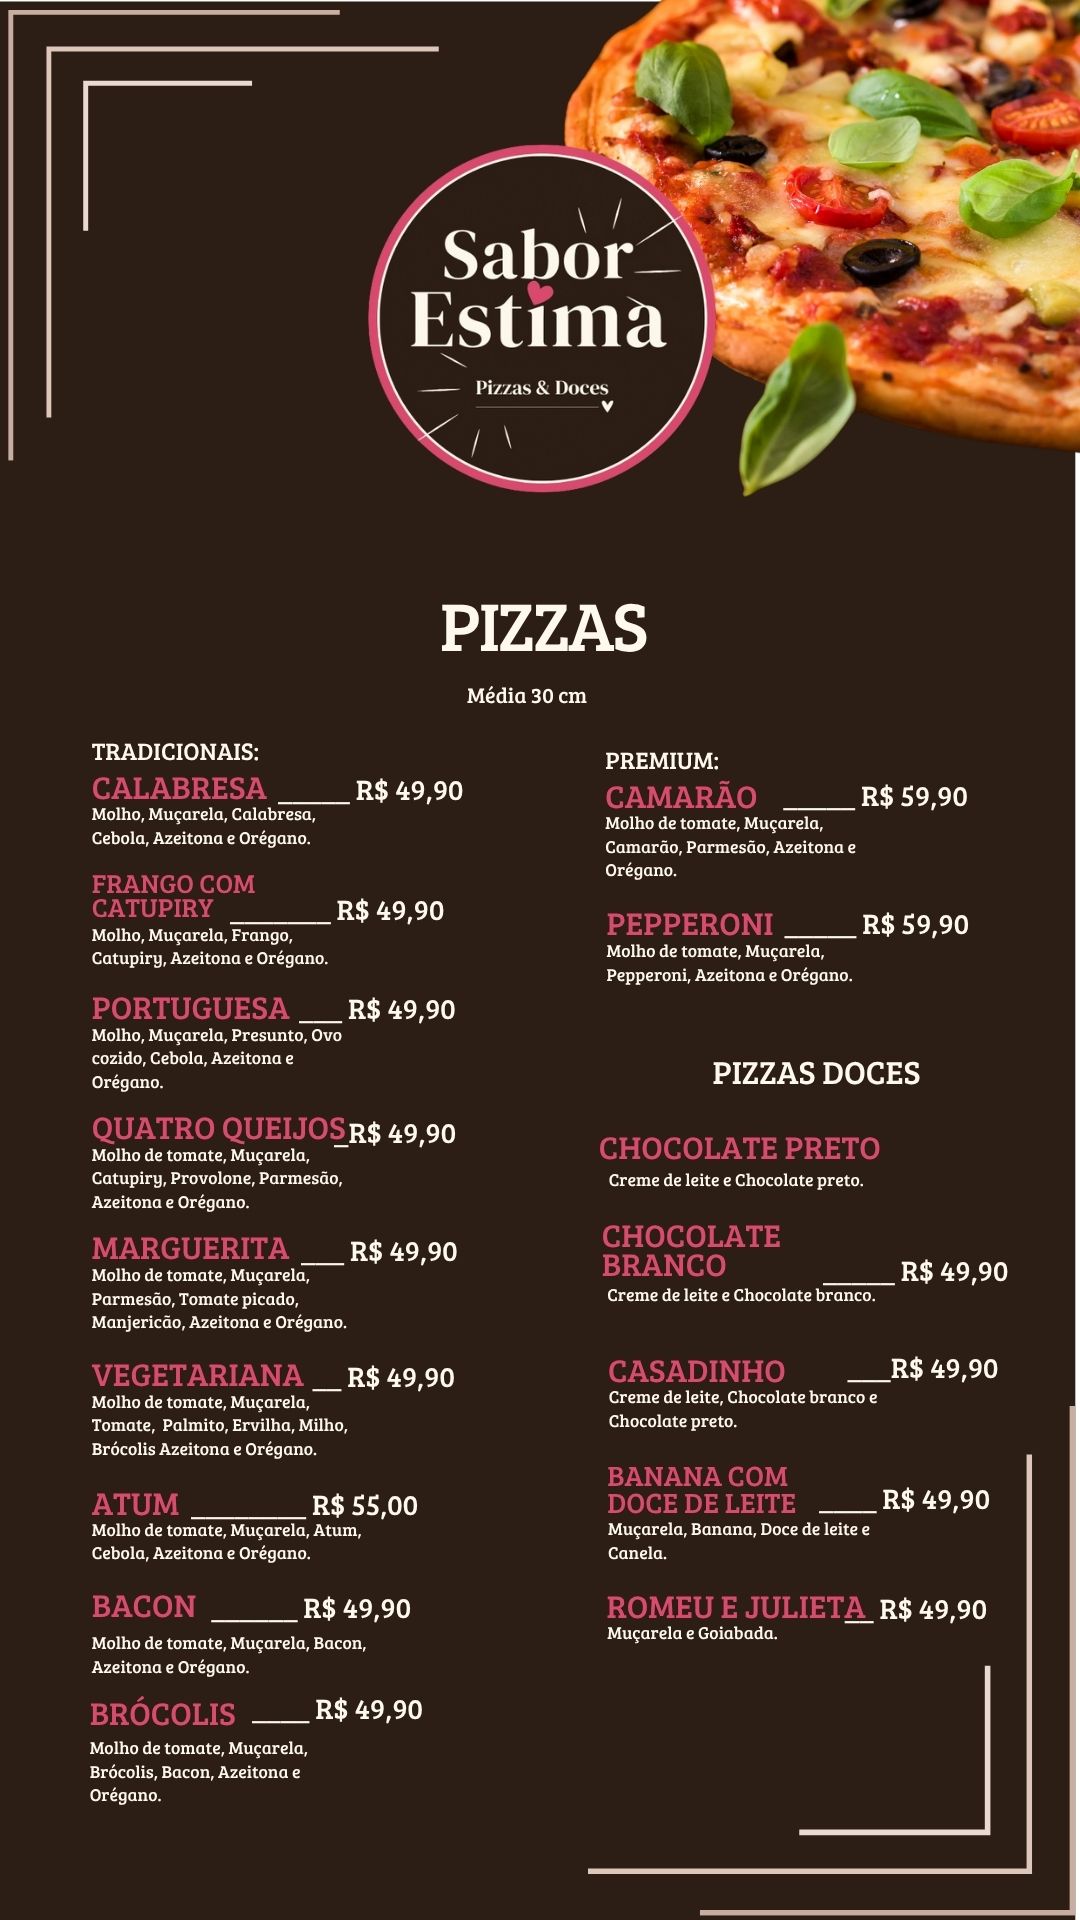 Sabor
Estima
Pizzas & Doces
PIZZAS
Média 30 cm
TRADICIONAIS:
CALABRESA _____ R$ 49,90
Molho, Muçarela, Calabresa,
Cebola, Azeitona e Orégano.
FRANGO COM
CATUPIRY _______ R$ 49,90
Molho, Muçarela, Frango,
Catupiry, Azeitona e Orégano.
PORTUGUESA ___ R$ 49,90
Molho, Muçarela, Presunto, Ovo
cozido, Cebola, Azeitona e
Orégano.
QUATRO QUEIJOS_R$ 49,90
Molho de tomate, Muçarela,
Catupiry, Provolone, Parmesão,
Azeitona e Orégano.
MARGUERITA ___ R$ 49,90
Molho de tomate, Muçarela,
Parmesão, Tomate picado,
Manjericão, Azeitona e Orégano.
VEGETARIANA __ R$ 49,90
Molho de tomate, Muçarela,
Tomate,  Palmito, Ervilha, Milho,
Brócolis Azeitona e Orégano.
ATUM ________ R$ 55,00
Molho de tomate, Muçarela, Atum,
Cebola, Azeitona e Orégano.
BACON ______ R$ 49,90
Molho de tomate, Muçarela, Bacon,
Azeitona e Orégano.
BRÓCOLIS ____ R$ 49,90
Molho de tomate, Muçarela,
Brócolis, Bacon, Azeitona e
Orégano.
PREMIUM:
CAMARÃO _____ R$ 59,90
Molho de tomate, Muçarela,
Camarão, Parmesão, Azeitona e
Orégano.
PEPPERONI _____ R$ 59,90
Molho de tomate, Muçarela,
Pepperoni, Azeitona e Orégano.
PIZZAS DOCES
CHOCOLATE PRETO
Creme de leite e Chocolate preto.
CHOCOLATE
BRANCO _____ R$ 49,90
Creme de leite e Chocolate branco.
CASADINHO ___R$ 49,90
Creme de leite, Chocolate branco e
Chocolate preto.
BANANA COM
DOCE DE LEITE ____ R$ 49,90
Muçarela, Banana, Doce de leite e
Canela.
ROMEU E JULIETA__ R$ 49,90
Muçarela e Goiabada.